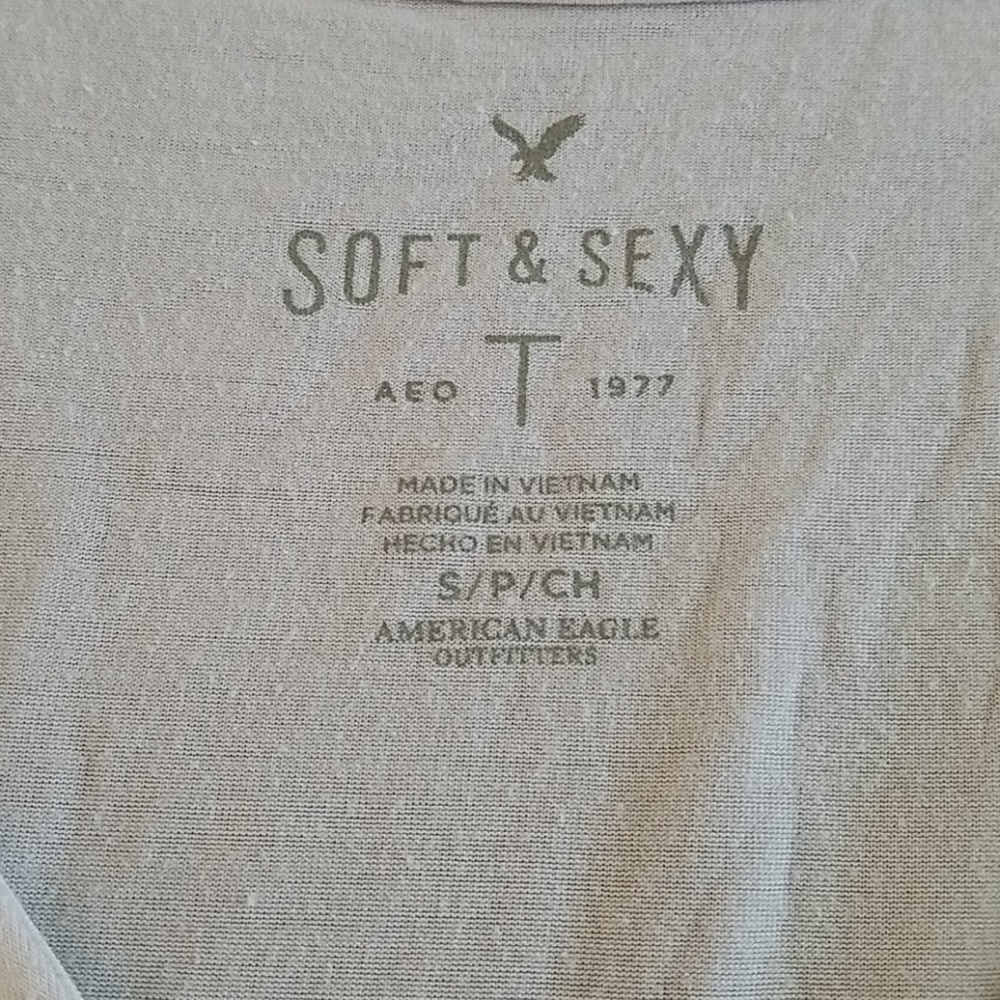 SOFT & SEXY
T
AEO 1977
MADE IN VIETNAM
FABRIQUÉ AU VIETNAM
HECHO EN VIETNAM
S/P/CH
AMERICAN EAGLE
OUTFITTERS